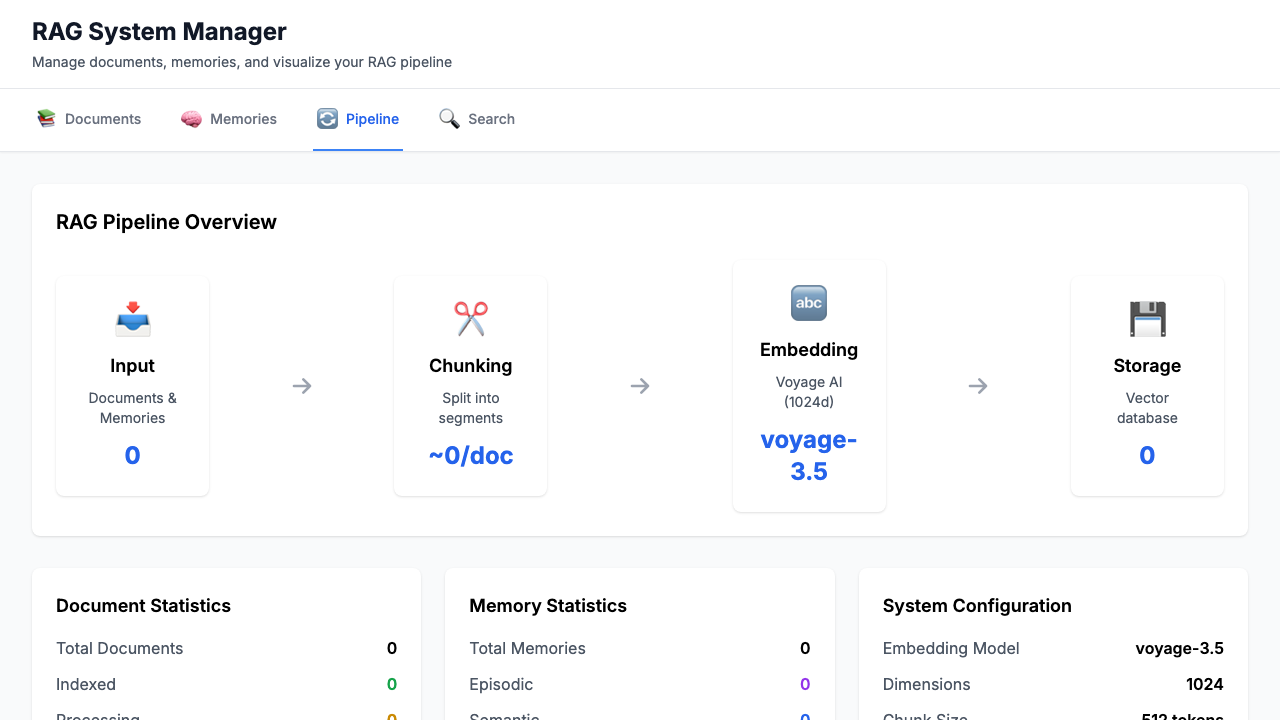 RAG System Manager
Manage documents, memories, and visualize your RAG pipeline
Documents
Memories
Pipeline
Search
RAG Pipeline Overview
Input
Documents &
Memories
0
Chunking
Split into
segments
~0/doc
abc
Embedding
Voyage AI
(1024d)
voyage-
3.5
Storage
Vector
database
0
Document Statistics
Total Documents 0
Indexed 0
Processing 0
Memory Statistics
Total Memories 0
Episodic 0
Semantic 0
System Configuration
Embedding Model voyage-3.5
Dimensions 1024
Chunk Size 512 tokens